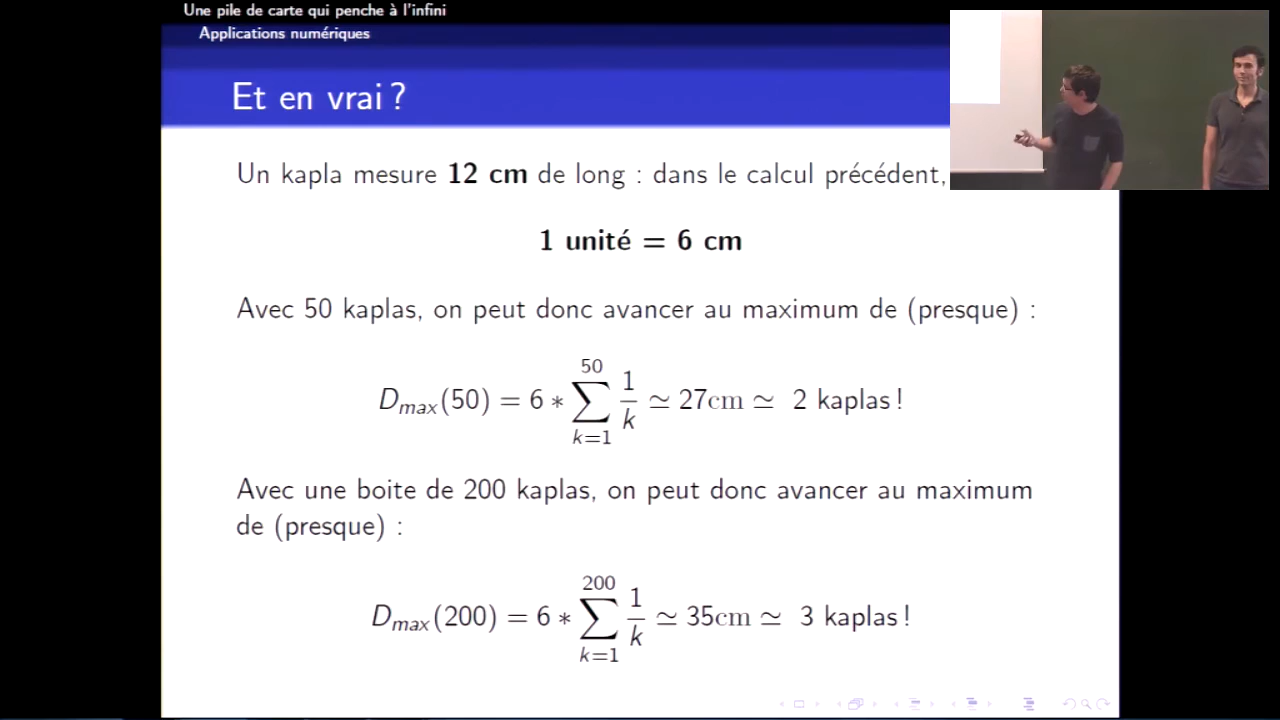 Une pile de carte qui penche à l'infini
Applications numériques
Et en vrai ?
Un kapla mesure 12 cm de long : dans le calcul précédent,
1 unité = 6 cm
Avec 50 kaplas, on peut donc avancer au maximum de (presque) :
D_max(50) = 6 * ∑_{k=1}^{50} 1/k ≃ 27cm ≃ 2 kaplas !
Avec une boite de 200 kaplas, on peut donc avancer au maximum
de (presque) :
D_max(200) = 6 * ∑_{k=1}^{200} 1/k ≃ 35cm ≃ 3 kaplas !